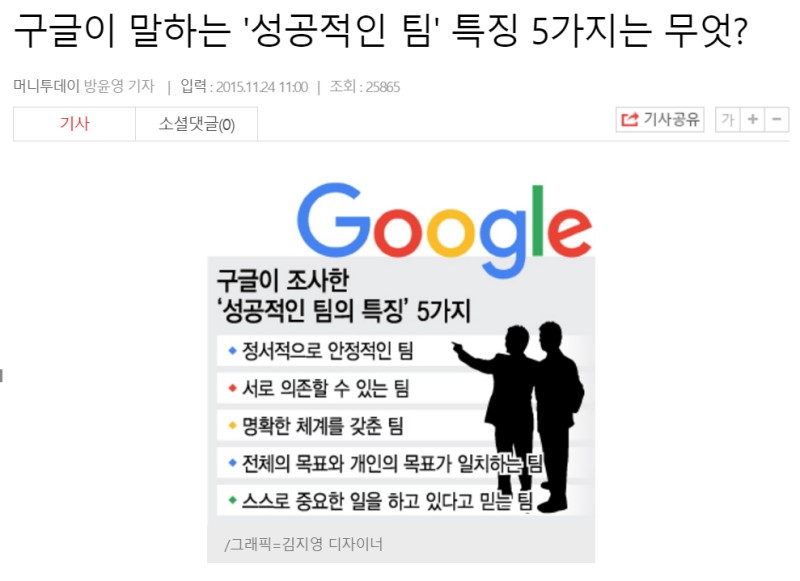 구글이 말하는 '성공적인 팀' 특징 5가지는 무엇?
머니투데이 방윤영 기자 | 입력 : 2015.11.24 11:00 | 조회 : 25865
기사 소셜댓글(0) 기사공유 가 + -
Google
구글이 조사한
‘성공적인 팀의 특징’ 5가지
정서적으로 안정적인 팀
서로 의존할 수 있는 팀
명확한 체계를 갖춘 팀
전체의 목표와 개인의 목표가 일치하는 팀
스스로 중요한 일을 하고 있다고 믿는 팀
/그래픽=김지영 디자이너